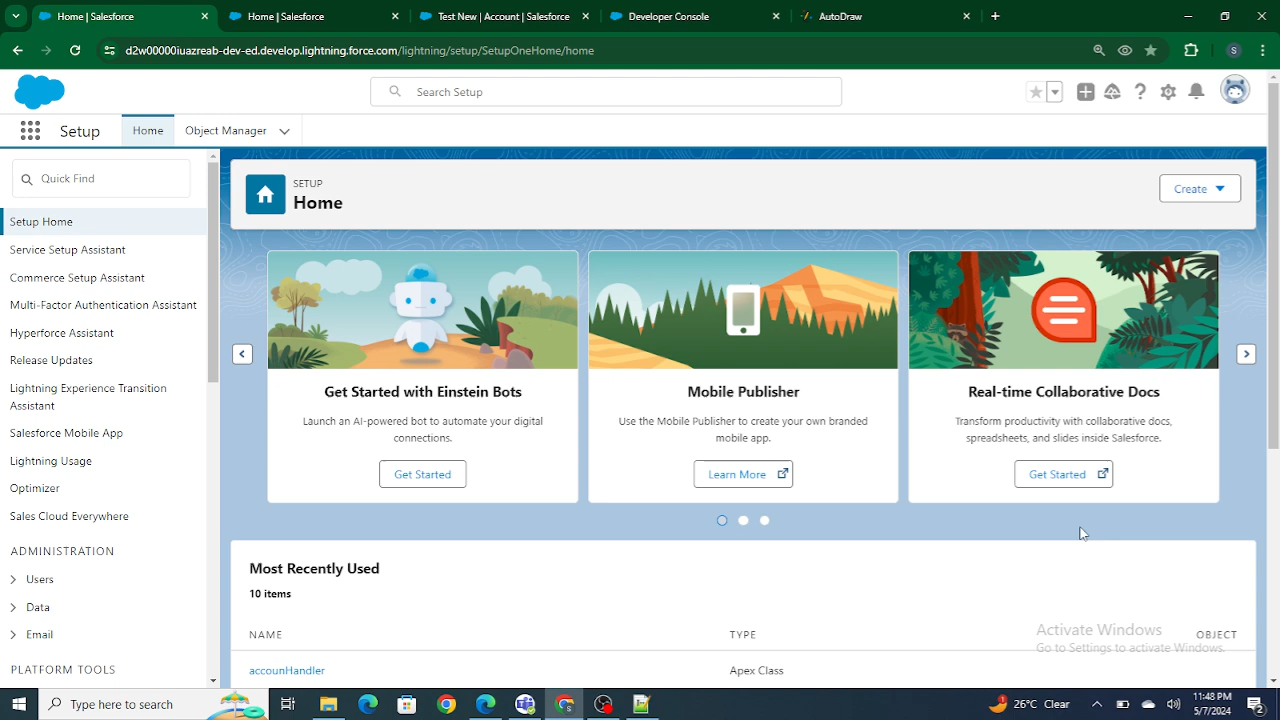 Home | Salesforce
Home | Salesforce
Test New | Account | Salesforce
Developer Console
AutoDraw
d2w00000iuazreab-dev-ed.develop.lightning.force.com/lightning/setup/SetupOneHome/home
S
Search Setup
Setup
Home
Object Manager
Quick Find
Setup Home
Service Setup Assistant
Commerce Setup Assistant
Multi-Factor Authentication Assistant
Hyperforce Assistant
Release Updates
Lightning Experience Transition
Assistant
Salesforce Mobile App
Lightning Usage
Optimizer
Sales Cloud Everywhere
ADMINISTRATION
Users
Data
Email
PLATFORM TOOLS
SETUP
Home
Create
Get Started with Einstein Bots
Launch an AI-powered bot to automate your digital
connections.
Get Started
Mobile Publisher
Use the Mobile Publisher to create your own branded
mobile app.
Learn More
Real-time Collaborative Docs
Transform productivity with collaborative docs,
spreadsheets, and slides inside Salesforce.
Get Started
Most Recently Used
10 items
NAME
TYPE
OBJECT
accounHandler
Apex Class
Activate Windows
Go to Settings to activate Windows.
Type here to search
26°C Clear
11:48 PM
5/7/2024
2